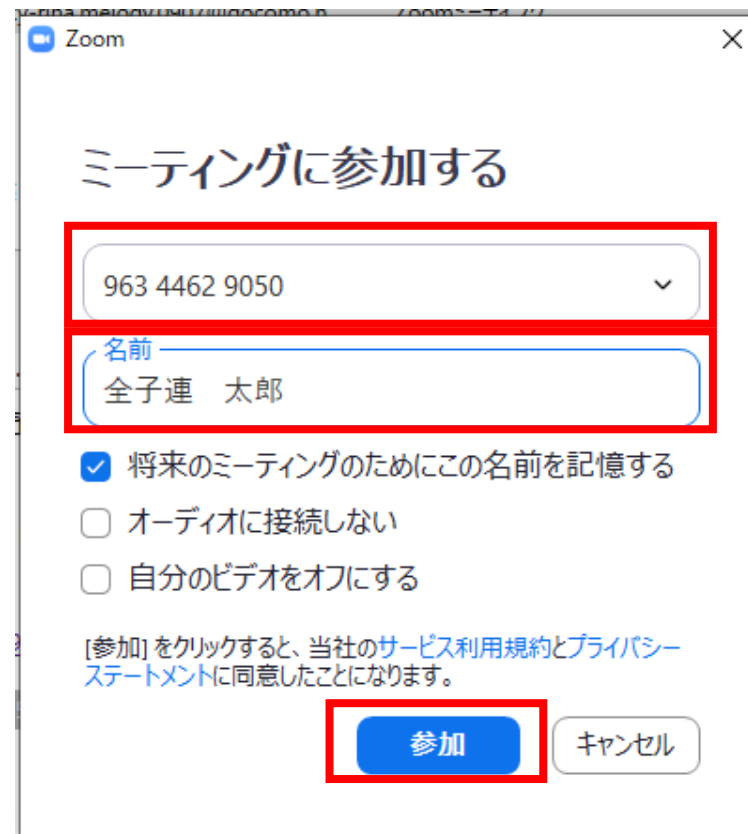 Zoom
ミーティングに参加する
963 4462 9050
名前
全子連　太郎
将来のミーティングのためにこの名前を記憶する
オーディオに接続しない
自分のビデオをオフにする
[参加] をクリックすると、当社のサービス利用規約とプライバシー
ステートメントに同意したことになります。
参加 キャンセル